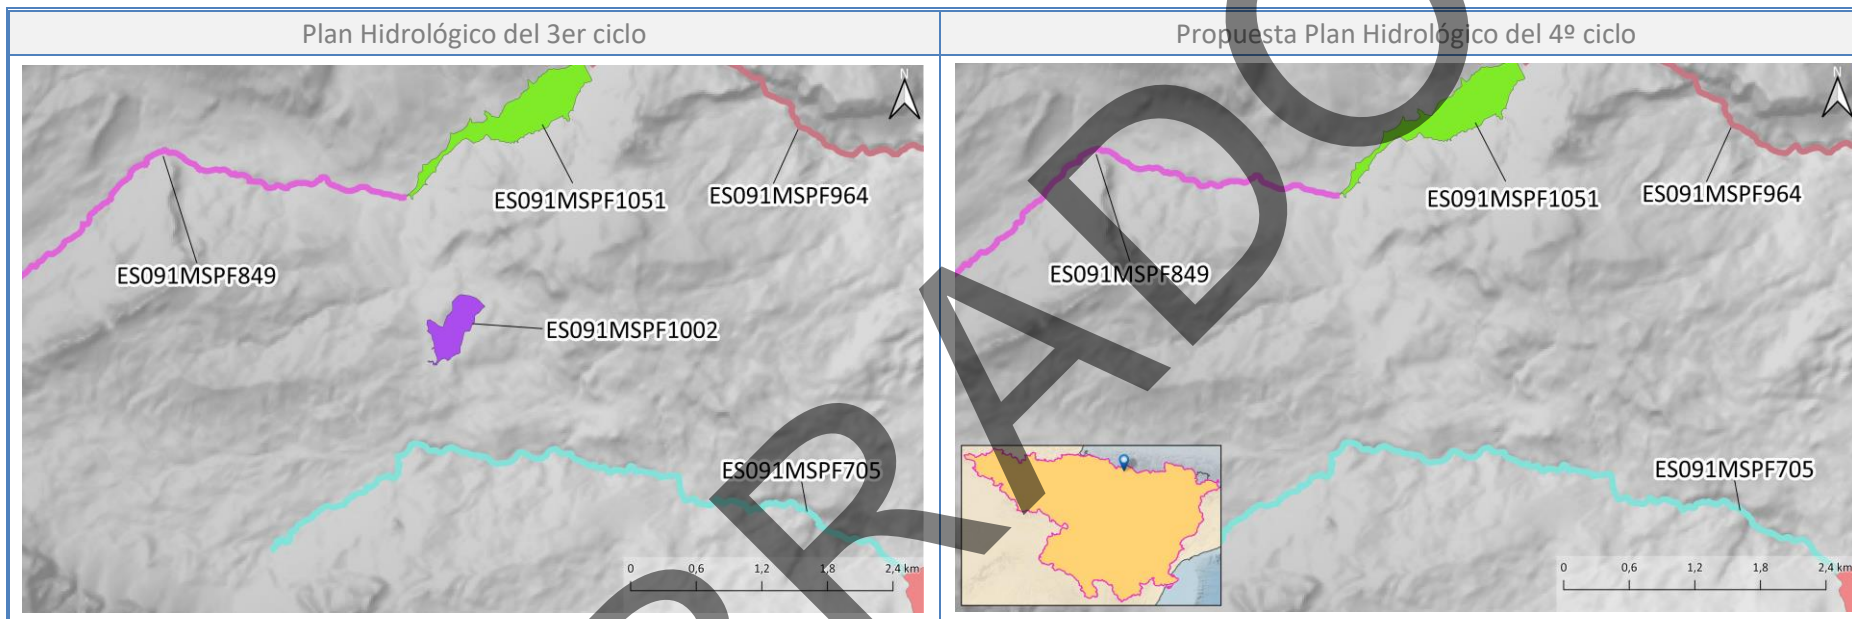 Plan Hidrológico del 3er ciclo
Propuesta Plan Hidrológico del 4º ciclo
N
ES091MSPF1051
ES091MSPF964
ES091MSPF849
ES091MSPF1002
ES091MSPF705
0 0,6 1,2 1,8 2,4 km
N
ES091MSPF1051
ES091MSPF964
ES091MSPF849
ES091MSPF705
0 0,6 1,2 1,8 2,4 km
RADO